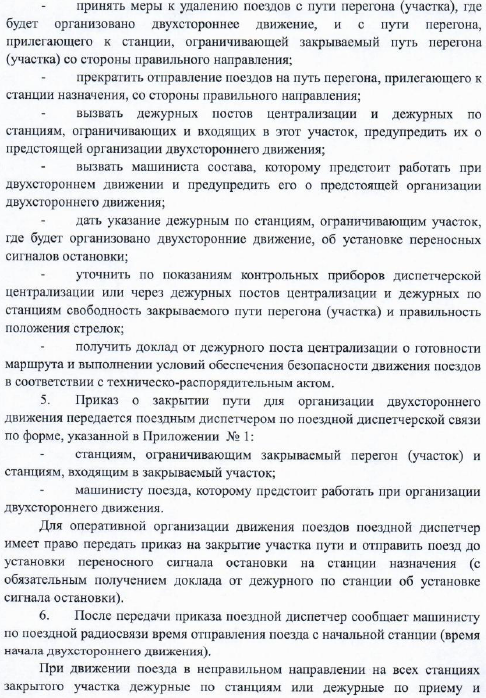 - принять меры к удалению поездов с пути перегона (участка), где
будет организовано двухстороннее движение, и с пути перегона,
прилегающего к станции, ограничивающей закрываемый путь перегона
(участка) со стороны правильного направления;
- прекратить отправление поездов на путь перегона, прилегающего к
станции назначения, со стороны правильного направления;
- вызвать дежурных постов централизации и дежурных по
станциям, ограничивающих и входящих в этот участок, предупредить их о
предстоящей организации двухстороннего движения;
- вызвать машиниста состава, которому предстоит работать при
двухстороннем движении и предупредить его о предстоящей организации
двухстороннего движения;
- дать указание дежурным по станциям, ограничивающим участок,
где будет организовано двухсторонние движение, об установке переносных
сигналов остановки;
- уточнить по показаниям контрольных приборов диспетчерской
централизации или через дежурных постов централизации и дежурных по
станциям свободность закрываемого пути перегона (участка) и правильность
положения стрелок;
- получить доклад от дежурного поста централизации о готовности
маршрута и выполнении условий обеспечения безопасности движения поездов
в соответствии с техническо-распорядительным актом.
5. Приказ о закрытии пути для организации двухстороннего
движения передается поездным диспетчером по поездной диспетчерской связи
по форме, указанной в Приложении № 1:
- станциям, ограничивающим закрываемый перегон (участок) и
станциям, входящим в закрываемый участок;
- машинисту поезда, которому предстоит работать при организации
двухстороннего движения.
Для оперативной организации движения поездов поездной диспетчер
имеет право передать приказ на закрытие участка пути и отправить поезд до
установки переносного сигнала остановки на станции назначения (с
обязательным получением доклада от дежурного по станции об установке
сигнала остановки).
6. После передачи приказа поездной диспетчер сообщает машинисту
по поездной радиосвязи время отправления поезда с начальной станции (время
начала двухстороннего движения).
При движении поезда в неправильном направлении на всех станциях
закрытого участка дежурные по станциям или дежурные по приему и